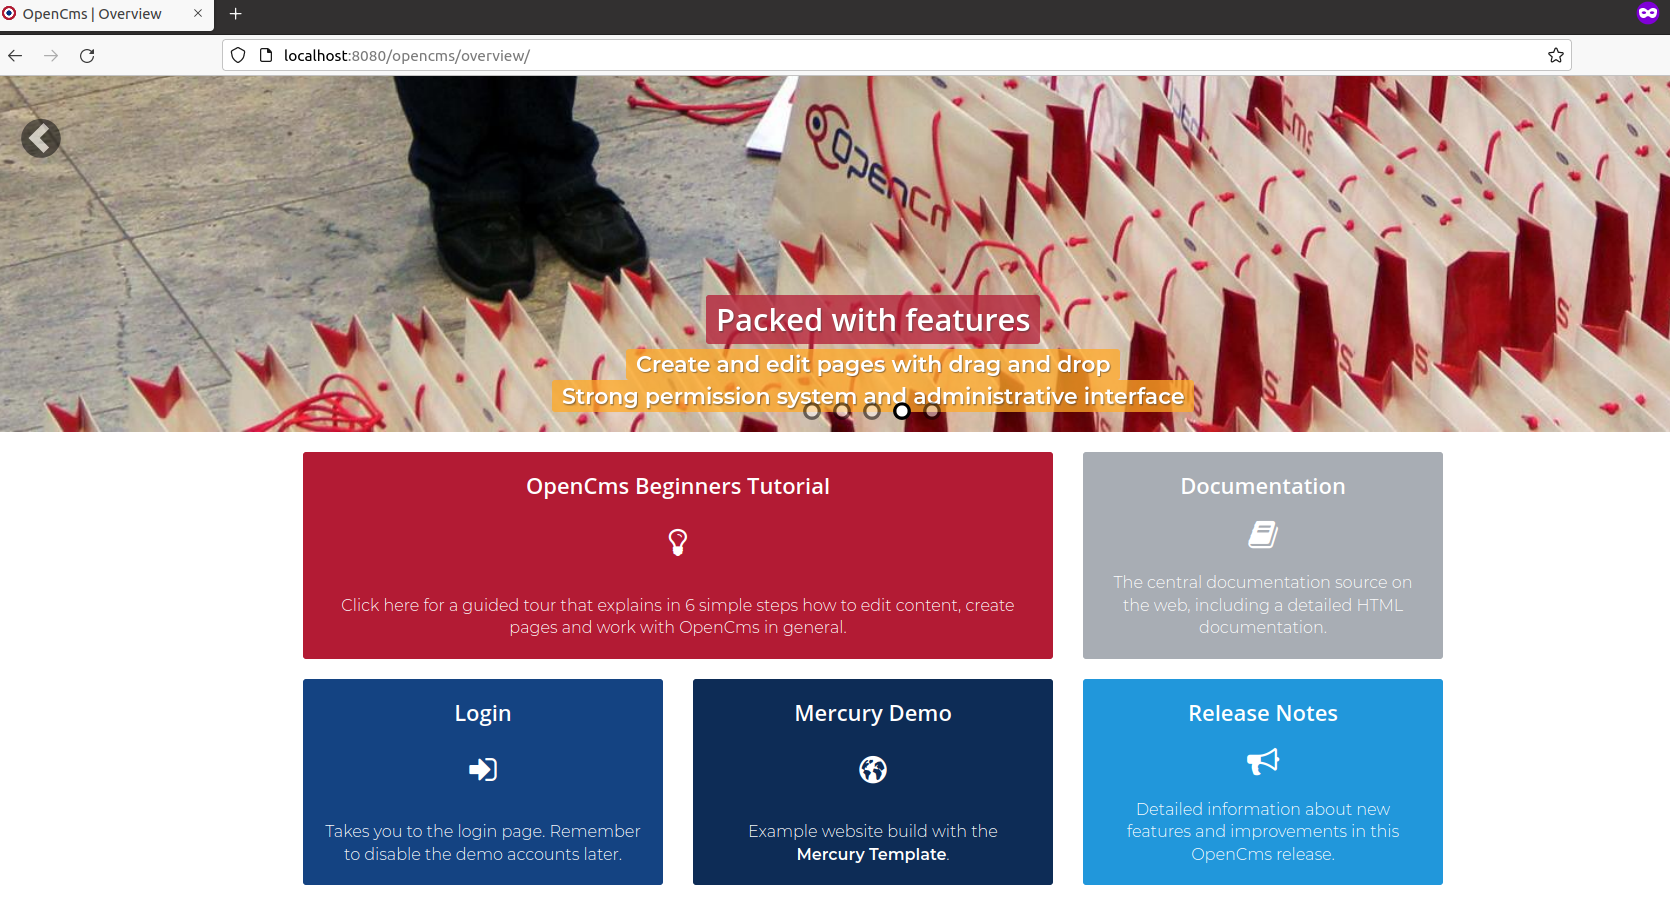 OpenCms | Overview
localhost:8080/opencms/overview/
OpenCm
cms
Packed with features
Create and edit pages with drag and drop
Strong permission system and administrative interface
OpenCms Beginners Tutorial
Click here for a guided tour that explains in 6 simple steps how to edit content, create
pages and work with OpenCms in general.
Documentation
The central documentation source on
the web, including a detailed HTML
documentation.
Login
Takes you to the login page. Remember
to disable the demo accounts later.
Mercury Demo
Example website build with the
Mercury Template.
Release Notes
Detailed information about new
features and improvements in this
OpenCms release.